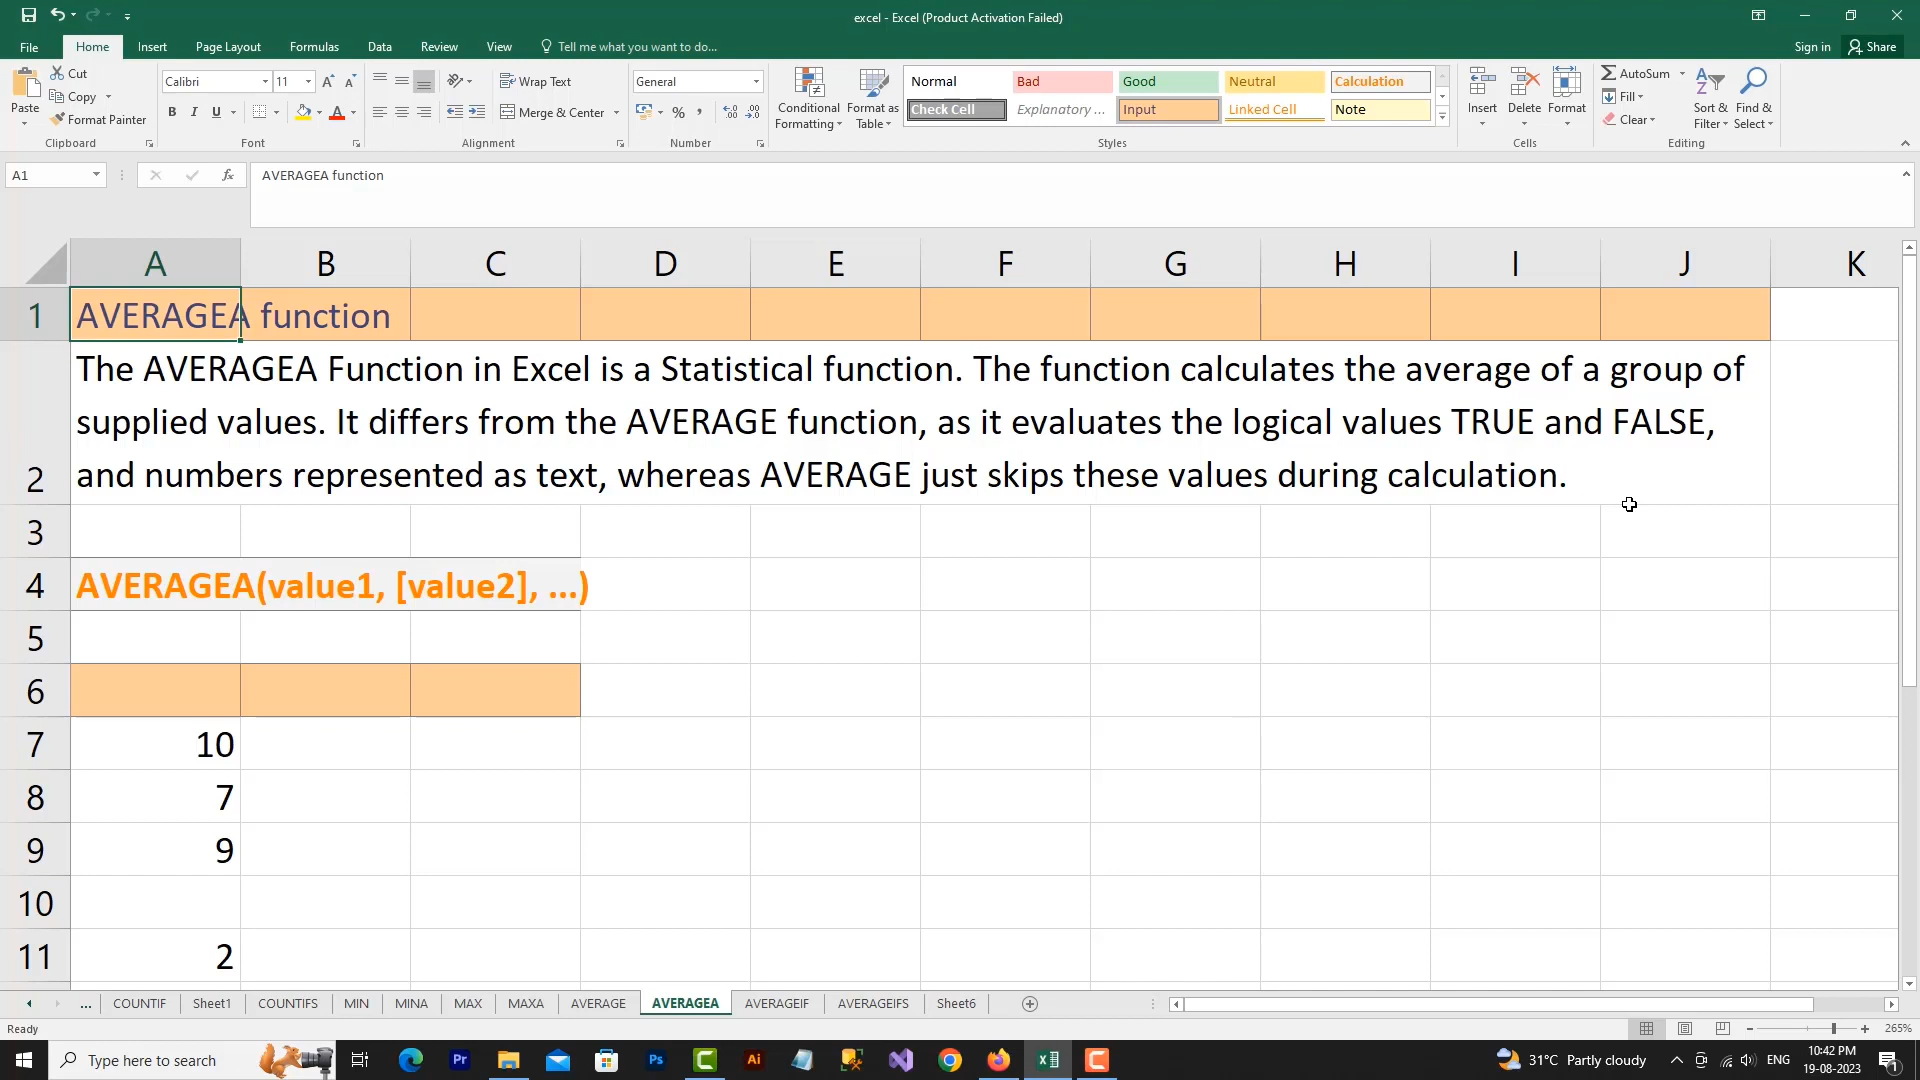 excel - Excel (Product Activation Failed)
File Home Insert Page Layout Formulas Data Review View Tell me what you want to do... Sign in Share
Paste Cut Copy Format Painter
Clipboard
Calibri 11
B I U
Font
Wrap Text
Merge & Center
Alignment
General
%
Number
Conditional Formatting
Format as Table
Normal Bad Good Neutral Calculation
Check Cell Explanatory ... Input Linked Cell Note
Styles
Insert Delete Format
Cells
AutoSum
Fill
Clear
Sort & Filter
Find & Select
Editing
A1 fx AVERAGEA function
A B C D E F G H I J K
1 AVERAGEA function
The AVERAGEA Function in Excel is a Statistical function. The function calculates the average of a group of
supplied values. It differs from the AVERAGE function, as it evaluates the logical values TRUE and FALSE,
2 and numbers represented as text, whereas AVERAGE just skips these values during calculation.
3
4 AVERAGEA(value1, [value2], ...)
5
6
7 10
8 7
9 9
10
11 2
... COUNTIF Sheet1 COUNTIFS MIN MINA MAX MAXA AVERAGE AVERAGEA AVERAGEIF AVERAGEIFS Sheet6
Ready 265%
Type here to search 31°C Partly cloudy ENG 10:42 PM
19-08-2023